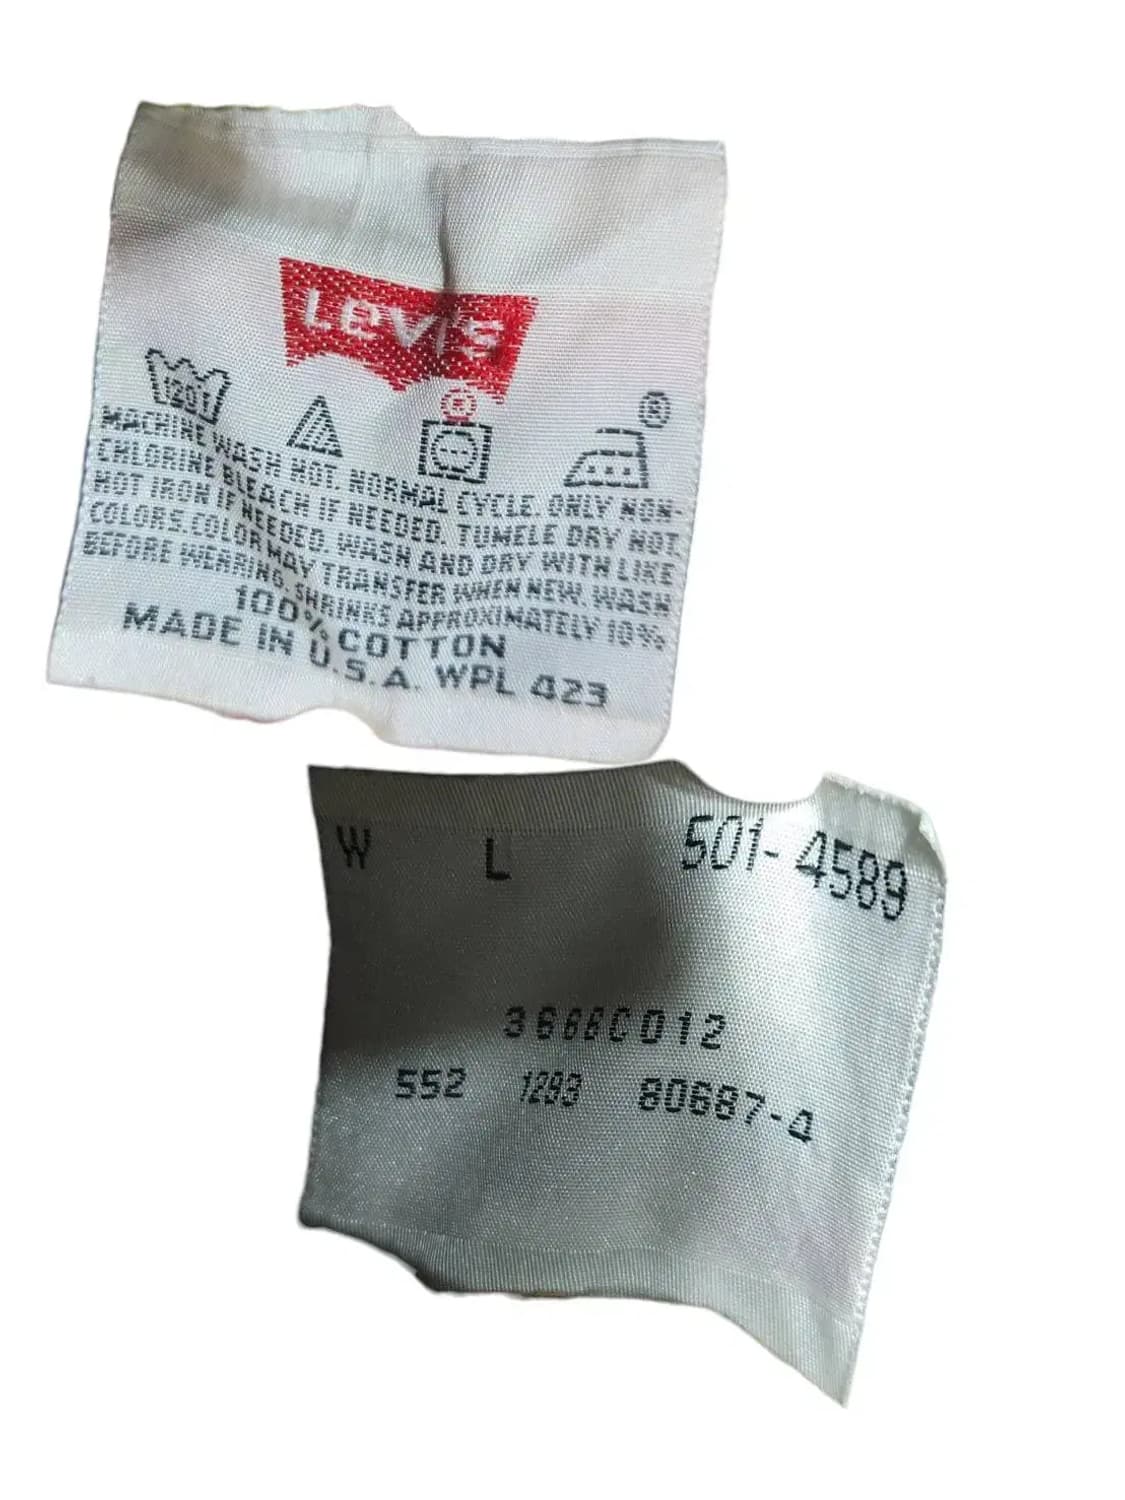 Levi's
®
120F
®
MACHINE WASH HOT. NORMAL CYCLE. ONLY NON-
CHLORINE BLEACH IF NEEDED. TUMBLE DRY HOT.
HOT IRON IF NEEDED. WASH AND DRY WITH LIKE
COLORS. COLOR MAY TRANSFER WHEN NEW. WASH
BEFORE WEARING. SHRINKS APPROXIMATELY 10%
100% COTTON
MADE IN U.S.A. WPL 423
W L 501-4589
552 1293 80687-4